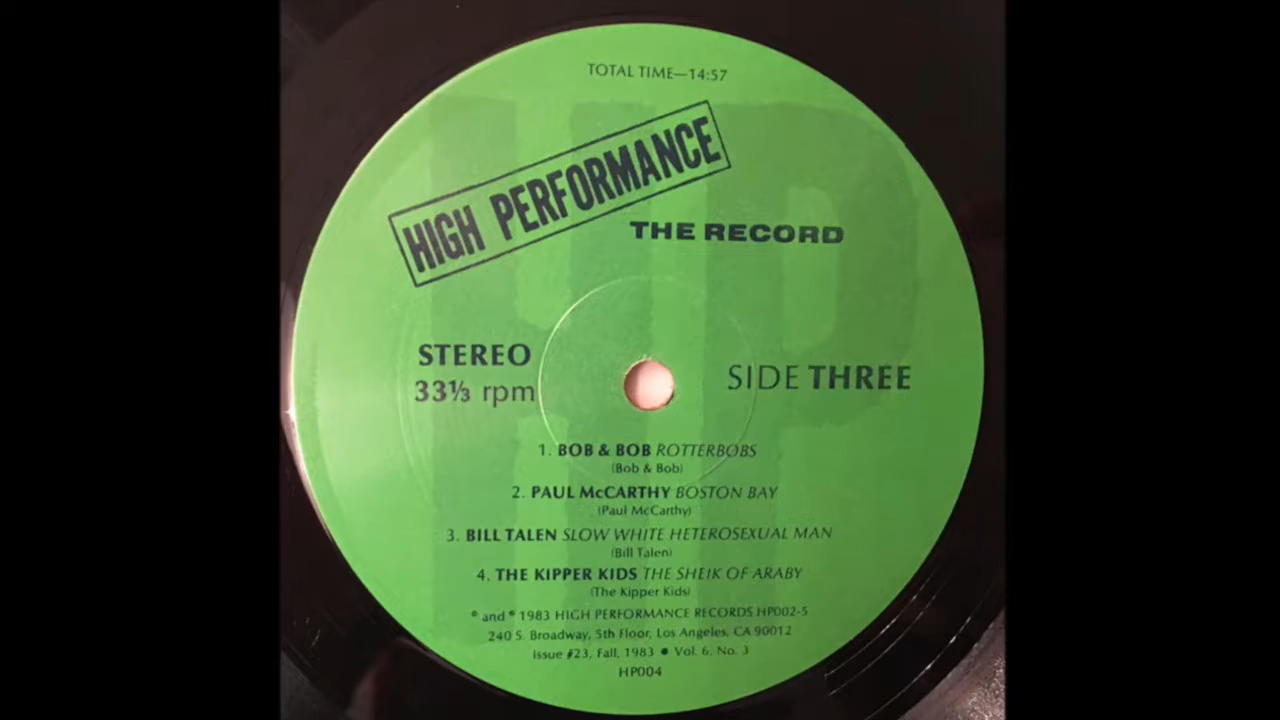 TOTAL TIME—14:57
HIGH PERFORMANCE
THE RECORD
STEREO
33⅓ rpm
SIDE THREE
1. BOB & BOB ROTTERBOBS
(Bob & Bob)
2. PAUL McCARTHY BOSTON BAY
(Paul McCarthy)
3. BILL TALEN SLOW WHITE HETEROSEXUAL MAN
(Bill Talen)
4. THE KIPPER KIDS THE SHEIK OF ARABY
(The Kipper Kids)
℗ and © 1983 HIGH PERFORMANCE RECORDS HP002-5
240 S. Broadway, 5th Floor, Los Angeles, CA 90012
Issue #23, Fall, 1983 ● Vol. 6, No. 3
HP004
HP
HP